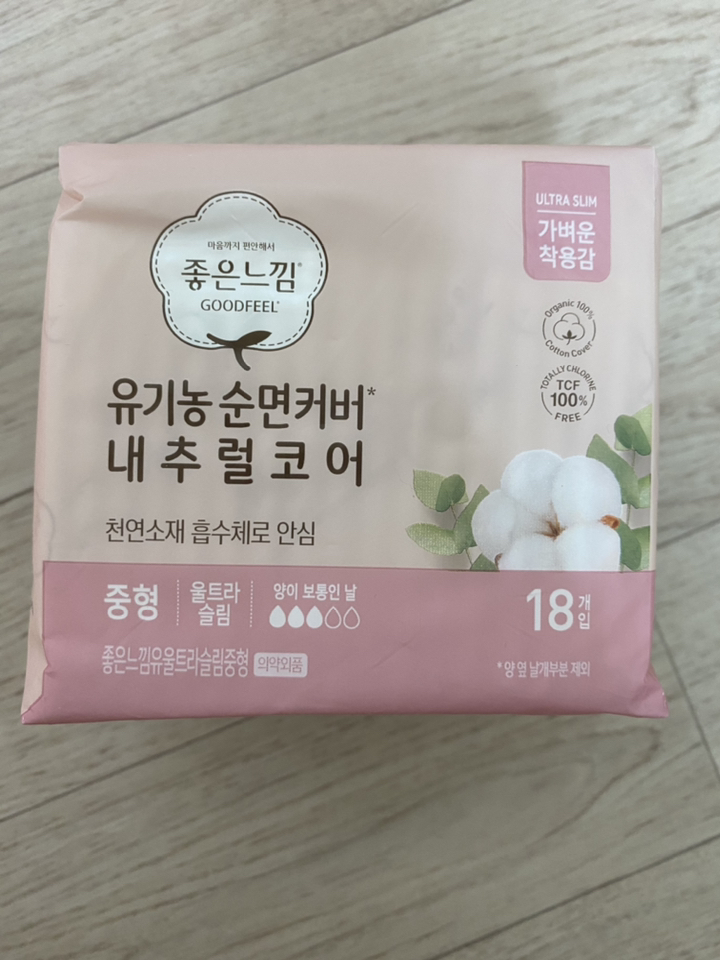 마음까지 편안해서
좋은느낌®
GOODFEEL®
ULTRA SLIM
가벼운
착용감
Organic 100%
Cotton Cover
TOTALLY CHLORINE
TCF
100%
FREE
유기농 순면커버*
내추럴코어
천연소재 흡수체로 안심
중형
울트라
슬림
양이 보통인 날
18개입
좋은느낌유울트라슬림중형 의약외품
*양 옆 날개부분 제외